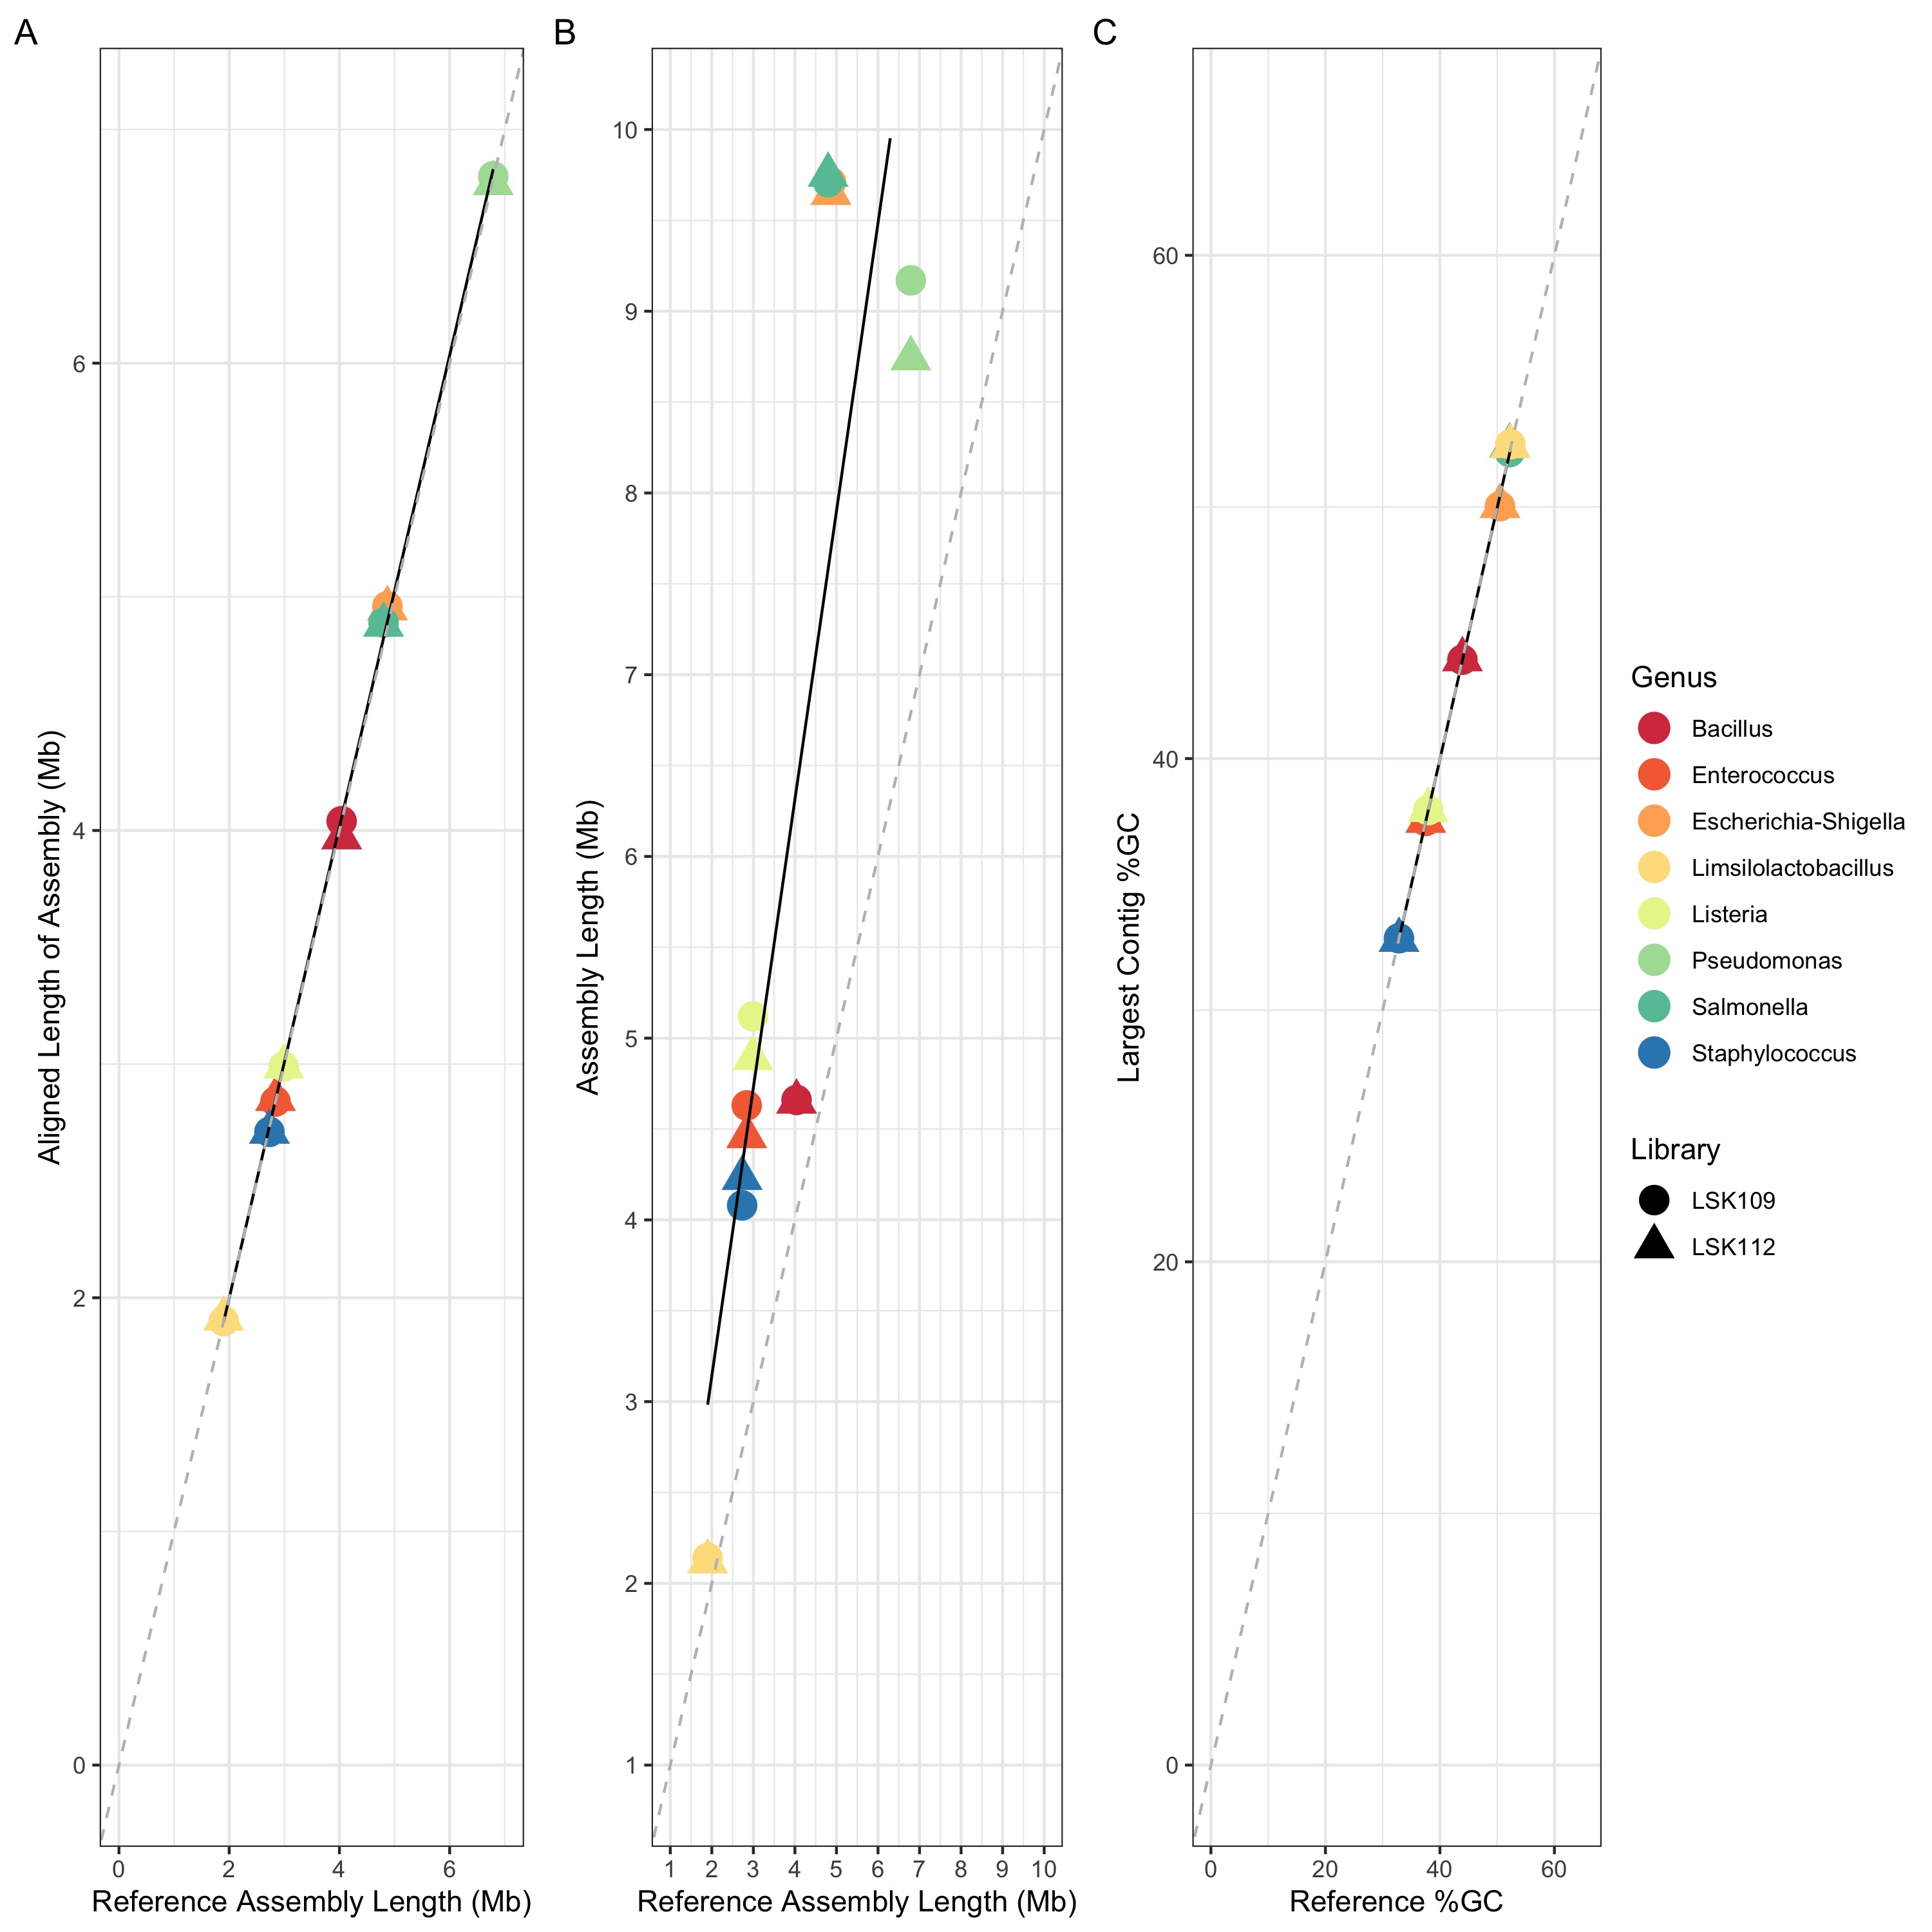 A
B
C
Aligned Length of Assembly (Mb)
6
4
2
0
0 2 4 6
Reference Assembly Length (Mb)
Assembly Length (Mb)
10
9
8
7
6
5
4
3
2
1
1 2 3 4 5 6 7 8 9 10
Reference Assembly Length (Mb)
Largest Contig %GC
60
40
20
0
0 20 40 60
Reference %GC
Genus
Bacillus
Enterococcus
Escherichia-Shigella
Limsilolactobacillus
Listeria
Pseudomonas
Salmonella
Staphylococcus
Library
LSK109
LSK112